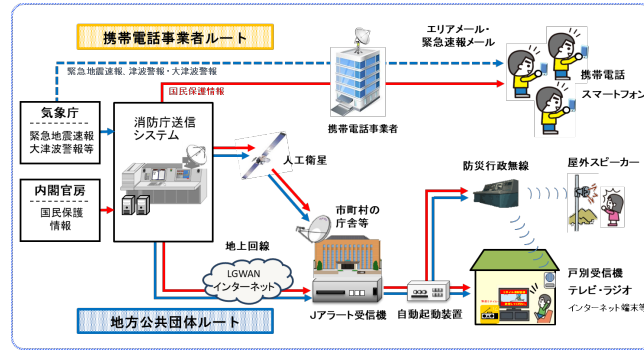 携帯電話事業者ルート
エリアメール・
緊急速報メール
緊急地震速報、津波警報・大津波警報
国民保護情報
携帯電話
スマートフォン
携帯電話事業者
気象庁
緊急地震速報
大津波警報等
消防庁送信
システム
人工衛星
内閣官房
国民保護
情報
防災行政無線
屋外スピーカー
市町村の
庁舎等
地上回線
LGWAN
インターネット
Jアラート受信機
自動起動装置
戸別受信機
テレビ・ラジオ
インターネット端末等
地方公共団体ルート